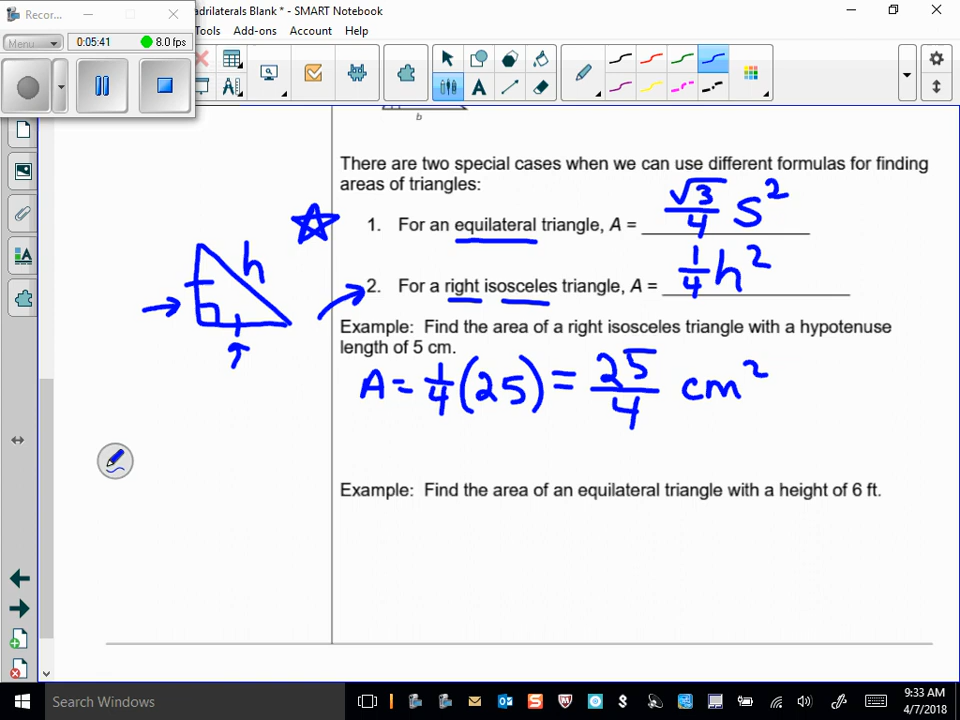 Recor...
adrilaterals Blank * - SMART Notebook
Menu
0:05:41
8.0 fps
Tools Add-ons Account Help
A
b
There are two special cases when we can use different formulas for finding
areas of triangles:
1. For an equilateral triangle, A = √3/4 s²
h
2. For a right isosceles triangle, A = 1/4 h²
Example: Find the area of a right isosceles triangle with a hypotenuse
length of 5 cm.
A = 1/4 (25) = 25/4 cm²
Example: Find the area of an equilateral triangle with a height of 6 ft.
Search Windows
9:33 AM
4/7/2018